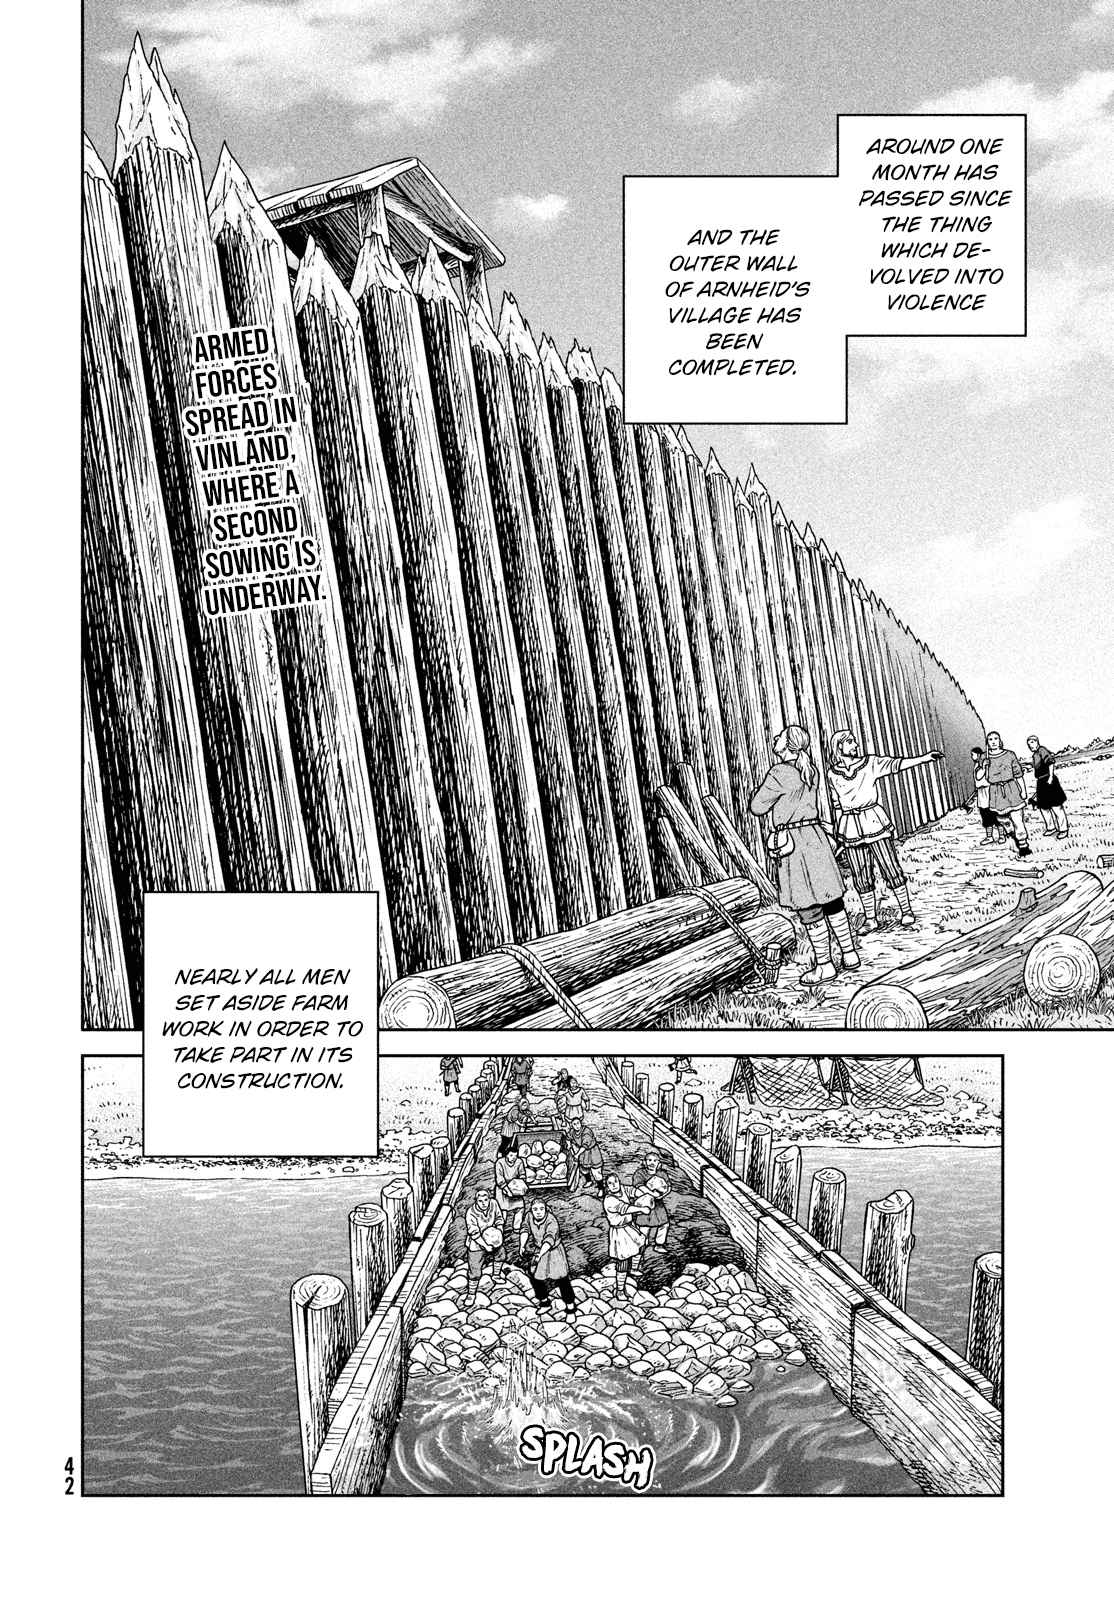 AROUND ONE
MONTH HAS
PASSED SINCE
THE THING
WHICH DE-
VOLVED INTO
VIOLENCE
AND THE
OUTER WALL
OF ARNHEID'S
VILLAGE HAS
BEEN
COMPLETED.
ARMED
FORCES
SPREAD IN
VINLAND,
WHERE A
SECOND
SOWING IS
UNDERWAY.
NEARLY ALL MEN
SET ASIDE FARM
WORK IN ORDER TO
TAKE PART IN ITS
CONSTRUCTION.
SPLASH
42